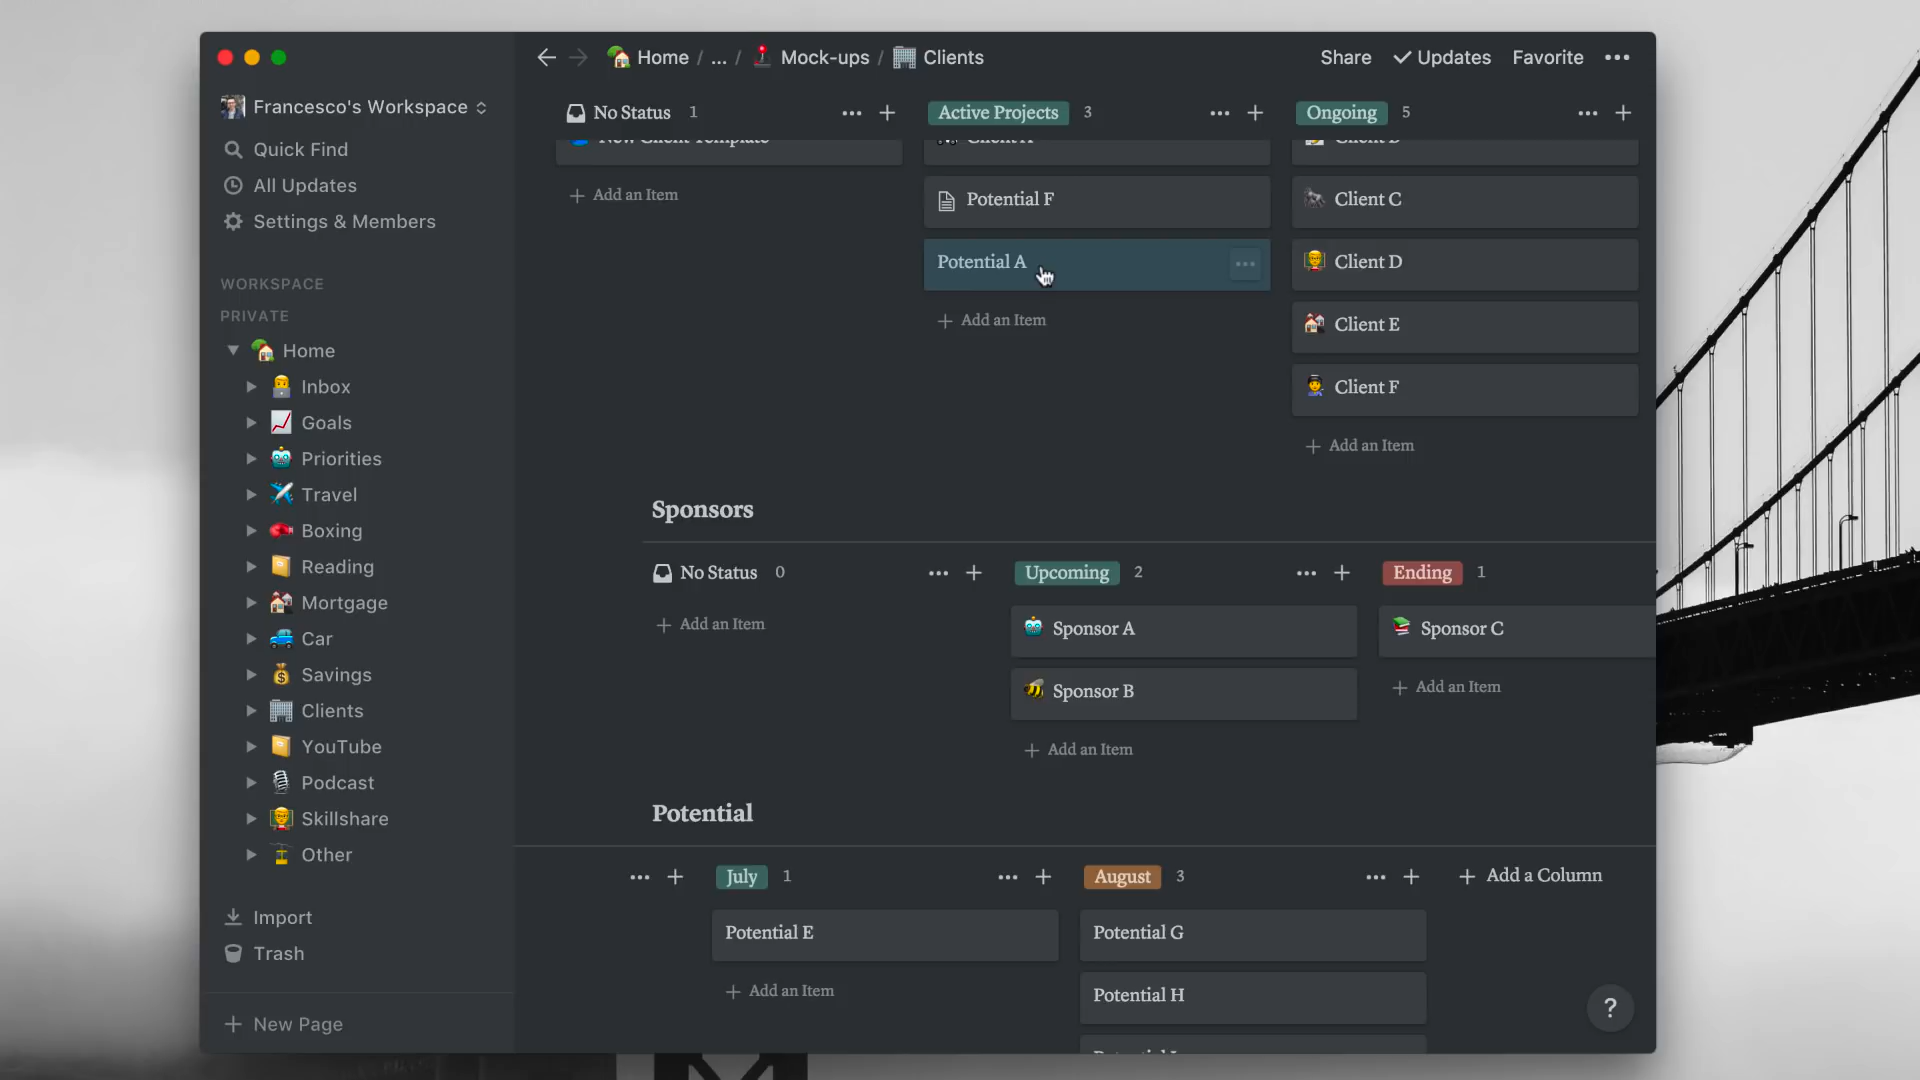 Home / ... / Mock-ups / Clients
Share
Updates
Favorite
Francesco's Workspace
Quick Find
All Updates
Settings & Members
WORKSPACE
PRIVATE
Home
Inbox
Goals
Priorities
Travel
Boxing
Reading
Mortgage
Car
Savings
Clients
YouTube
Podcast
Skillshare
Other
Import
Trash
New Page
No Status 1
New Client Template
Add an Item
Active Projects 3
Potential F
Potential A
Add an Item
Ongoing 5
Client C
Client D
Client E
Client F
Add an Item
Sponsors
No Status 0
Add an Item
Upcoming 2
Sponsor A
Sponsor B
Add an Item
Ending 1
Sponsor C
Add an Item
Potential
July 1
Potential E
Add an Item
August 3
Potential G
Potential H
Add a Column
?